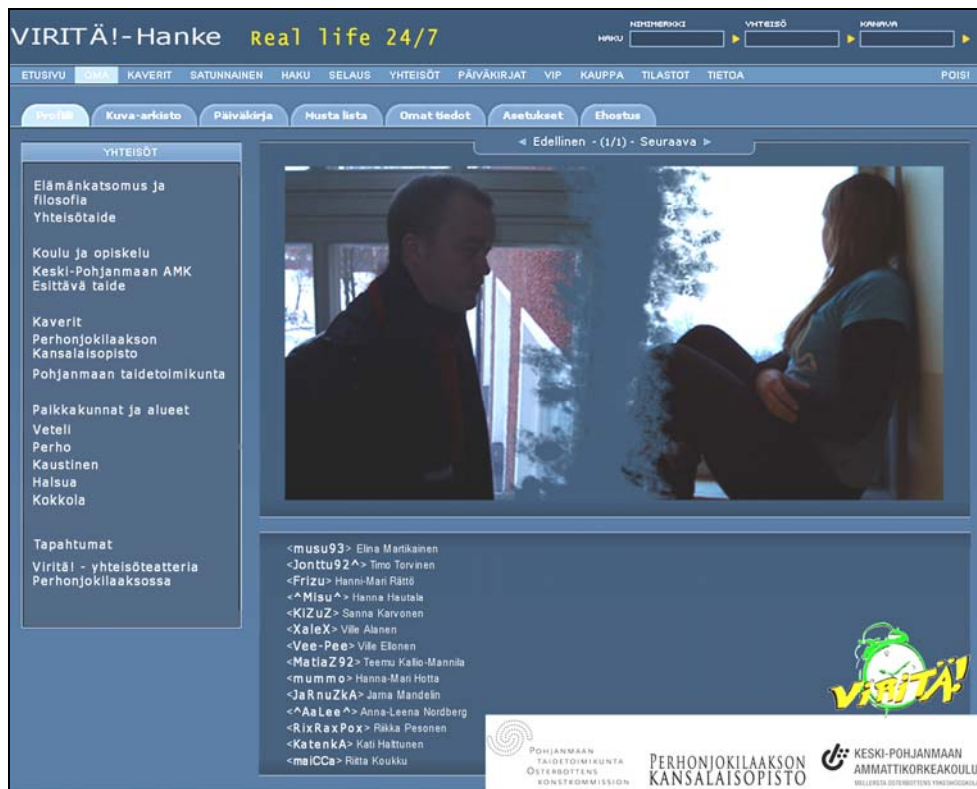 VIRITÄ!-Hanke Real life 24/7
NIMIMERKKI YHTEISÖ KANAVA
HAKU
ETUSIVU OMA KAVERIT SATUNNAINEN HAKU SELAUS YHTEISÖT PÄIVÄKIRJAT VIP KAUPPA TILASTOT TIETOA POIS!
Profiili Kuva-arkisto Päiväkirja Musta lista Omat tiedot Asetukset Ehostus
◄ Edellinen - (1/1) - Seuraava ►
YHTEISÖT
Elämänkatsomus ja
filosofia
Yhteisötaide
Koulu ja opiskelu
Keski-Pohjanmaan AMK
Esittävä taide
Kaverit
Perhonjokilaakson
Kansalaisopisto
Pohjanmaan taidetoimikunta
Paikkakunnat ja alueet
Veteli
Perho
Kaustinen
Halsua
Kokkola
Tapahtumat
Viritä! - yhteisöteatteria
Perhonjokilaaksossa
<musu93> Elina Martikainen
<Jonttu92^> Timo Torvinen
<Frizu> Hanni-Mari Rättö
<^Misu^> Hanna Hautala
<KiZuZ> Sanna Karvonen
<XaleX> Ville Alanen
<Vee-Pee> Ville Ellonen
<MatiaZ92> Teemu Kallio-Mannila
<mummo> Hanna-Mari Hotta
<JaRnuZkA> Jarna Mandelin
<^AaLee^> Anna-Leena Nordberg
<RixRaxPox> Riikka Pesonen
<KatenkA> Kati Halttunen
<maiCCa> Riitta Koukku
VIRITÄ!
POHJANMAAN
TAIDETOIMIKUNTA
ÖSTERBOTTENS
KONSTKOMMISSION
PERHONJOKILAAKSON
KANSALAISOPISTO
KESKI-POHJANMAAN
AMMATTIKORKEAKOULU
MELLERSTA ÖSTERBOTTENS YRKESHÖGSKOLA